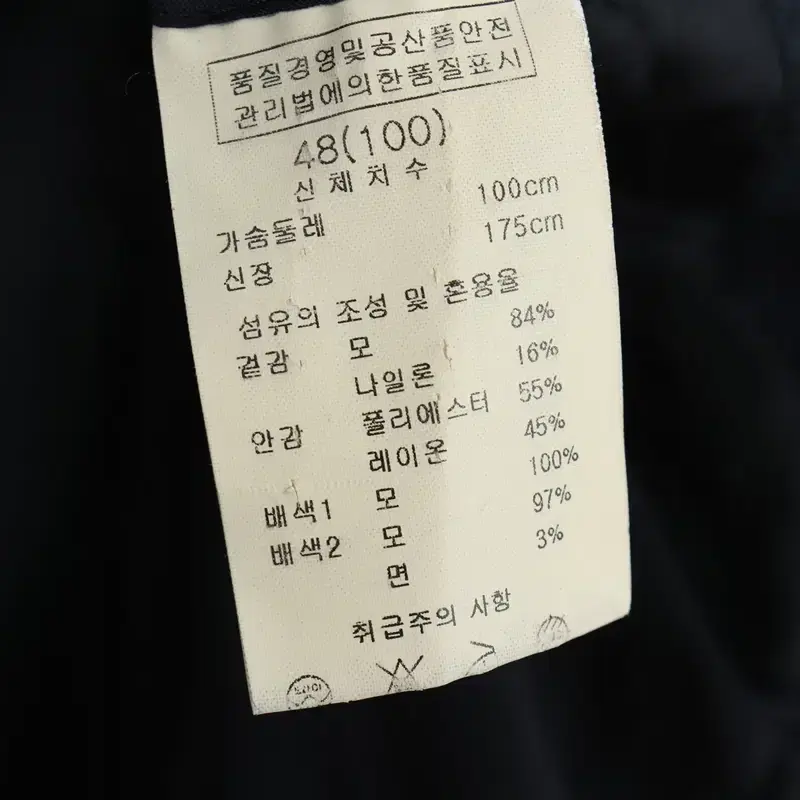 품질경영및공산품안전
관리법에의한품질표시
48(100)
신체치수
가슴둘레 100cm
신장 175cm
섬유의 조성 및 혼용율
겉감 모 84%
나일론 16%
안감 폴리에스터 55%
레이온 45%
배색1 모 100%
배색2 모 97%
면 3%
취급주의 사항